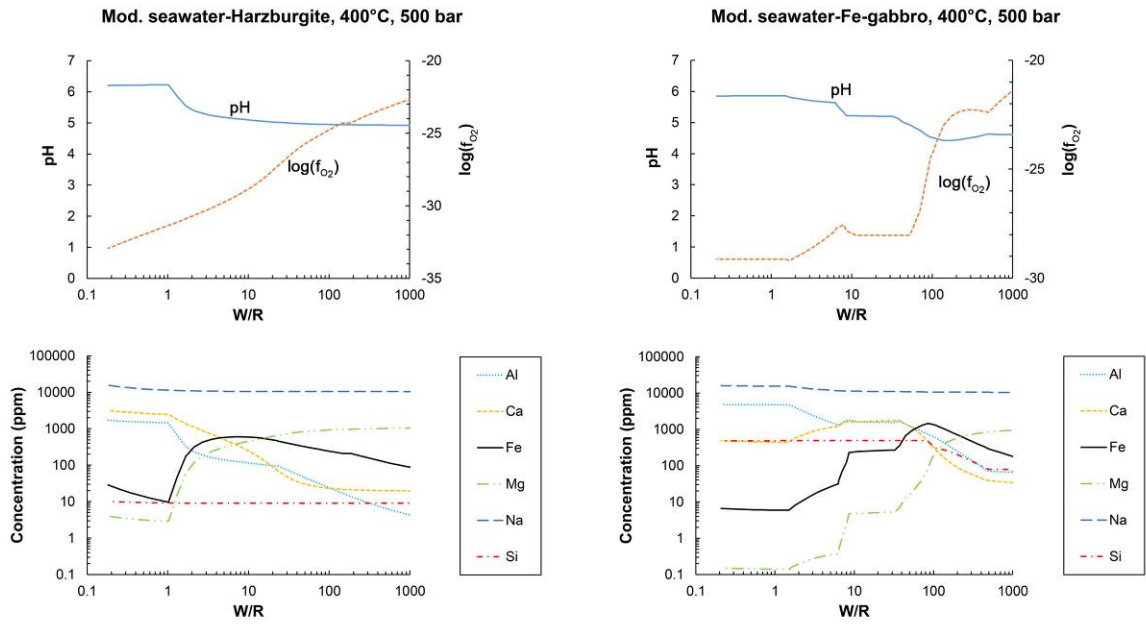 Mod. seawater-Harzburgite, 400°C, 500 bar
7
6
5
4
3
2
1
0
pH
-20
-25
-30
-35
log(fO2)
pH
log(fO2)
0.1
1
10
100
1000
W/R
Mod. seawater-Fe-gabbro, 400°C, 500 bar
7
6
5
4
3
2
1
0
pH
-20
-25
-30
log(fO2)
pH
log(fO2)
0.1
1
10
100
1000
W/R
100000
10000
1000
100
10
1
0.1
Concentration (ppm)
0.1
1
10
100
1000
W/R
Al
Ca
Fe
Mg
Na
Si
100000
10000
1000
100
10
1
0.1
Concentration (ppm)
0.1
1
10
100
1000
W/R
Al
Ca
Fe
Mg
Na
Si